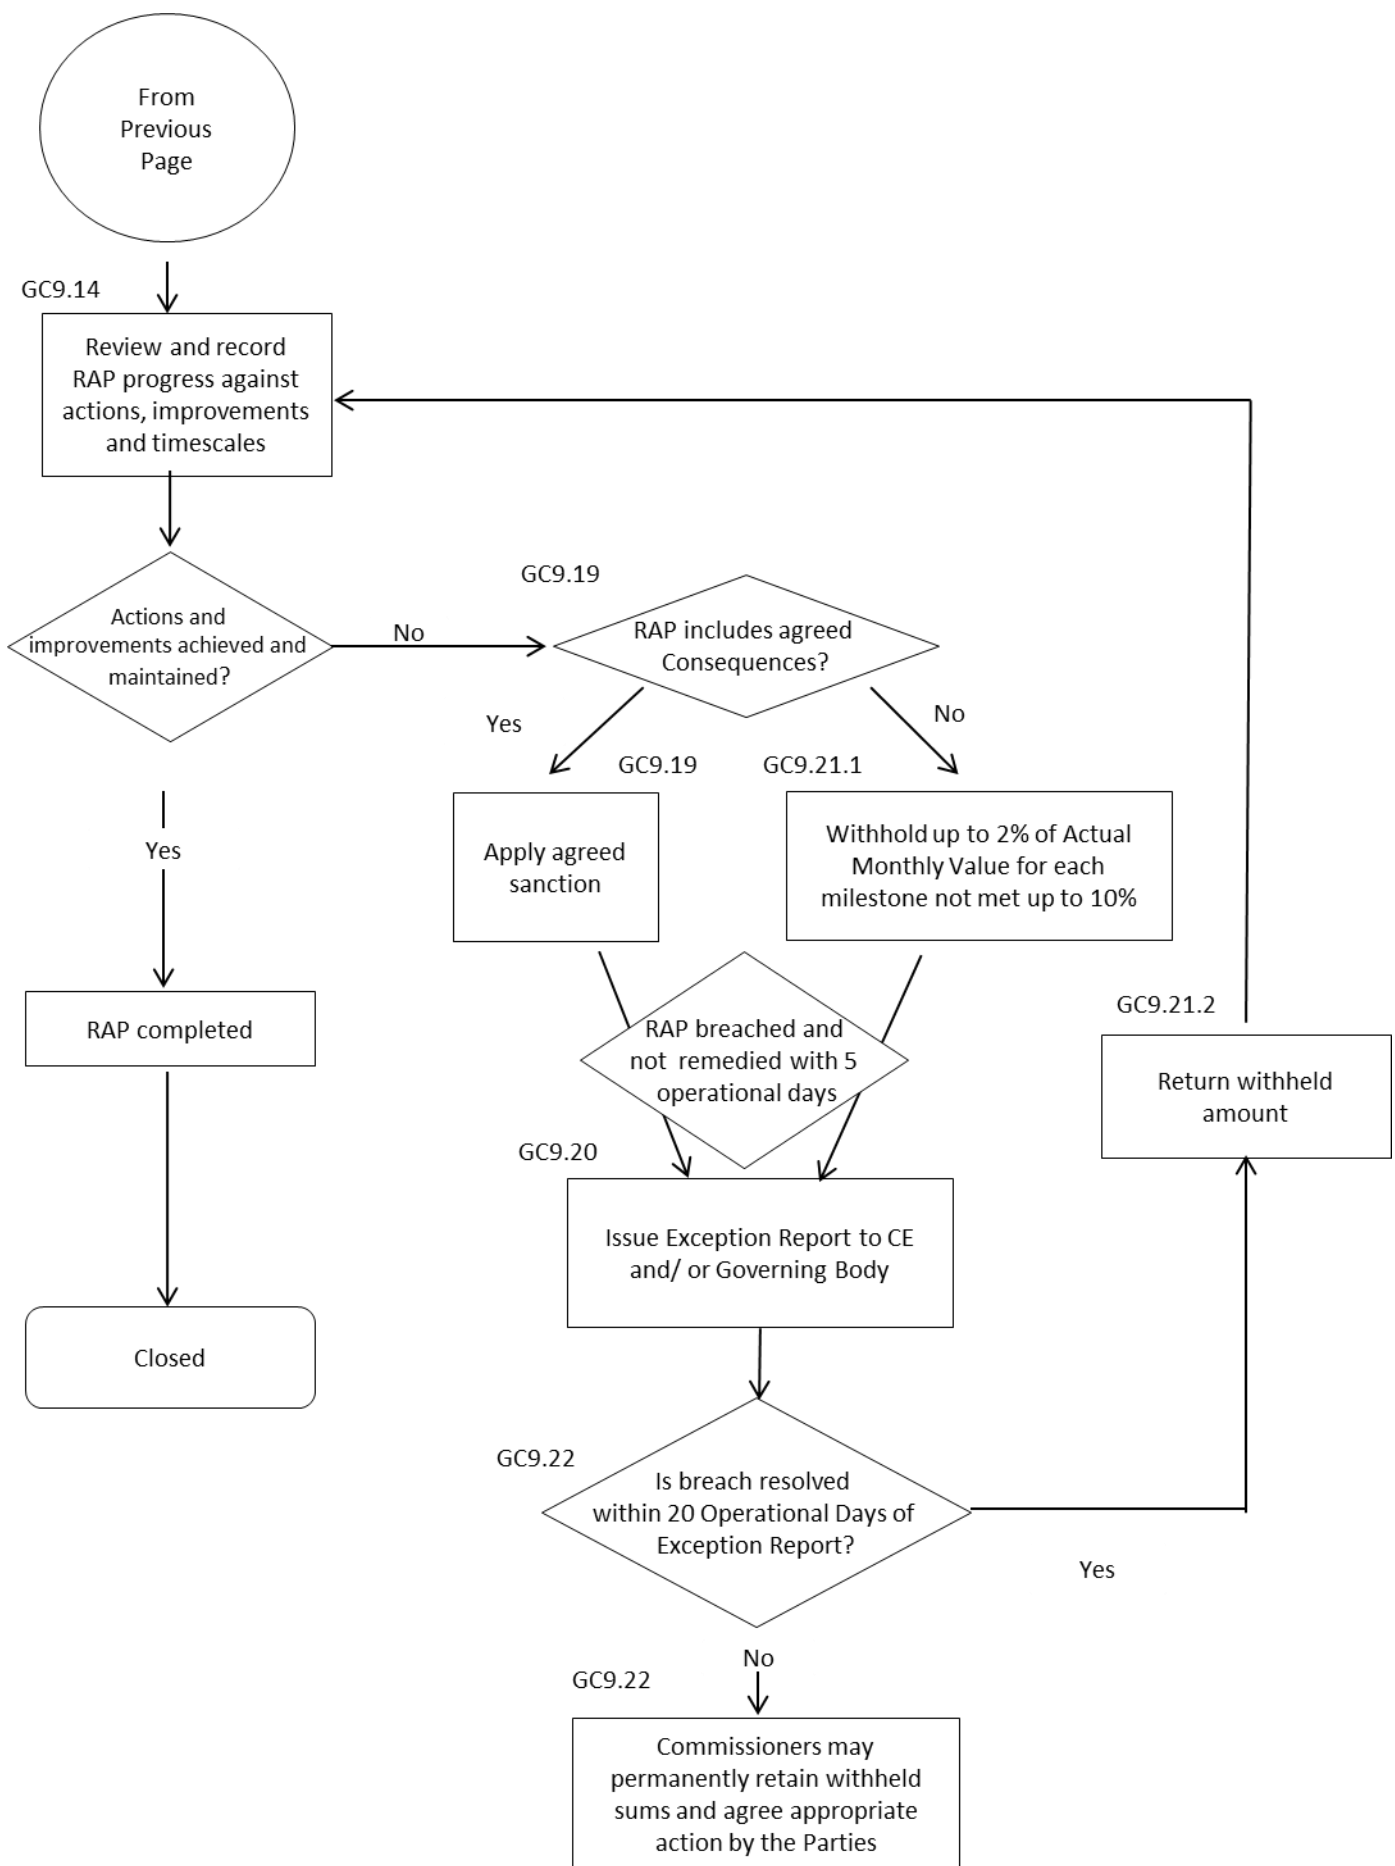 From
Previous
Page
GC9.14
Review and record
RAP progress against
actions, improvements
and timescales
Actions and
improvements achieved and
maintained?
No
GC9.19
RAP includes agreed
Consequences?
Yes
No
GC9.19
GC9.21.1
Apply agreed
sanction
Withhold up to 2% of Actual
Monthly Value for each
milestone not met up to 10%
Yes
RAP completed
RAP breached and
not remedied with 5
operational days
GC9.21.2
Return withheld
amount
GC9.20
Issue Exception Report to CE
and/ or Governing Body
Closed
GC9.22
Is breach resolved
within 20 Operational Days of
Exception Report?
Yes
No
GC9.22
Commissioners may
permanently retain withheld
sums and agree appropriate
action by the Parties